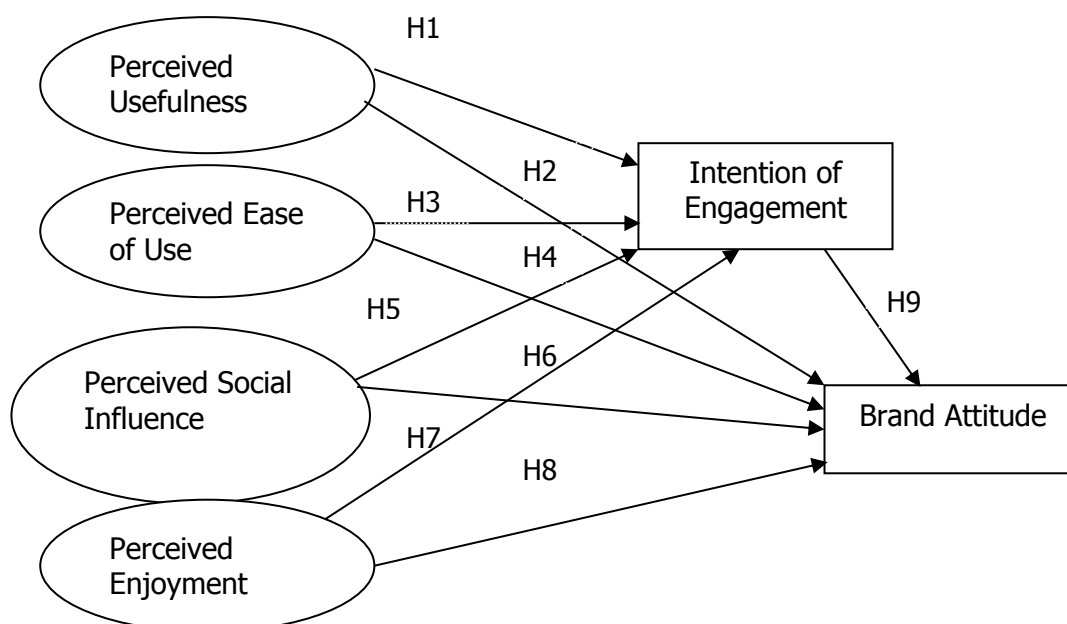 H1
Perceived
Usefulness
H2
Intention of
Engagement
Perceived Ease
of Use
H3
H4
H5
H9
Perceived Social
Influence
H6
Brand Attitude
H7
H8
Perceived
Enjoyment